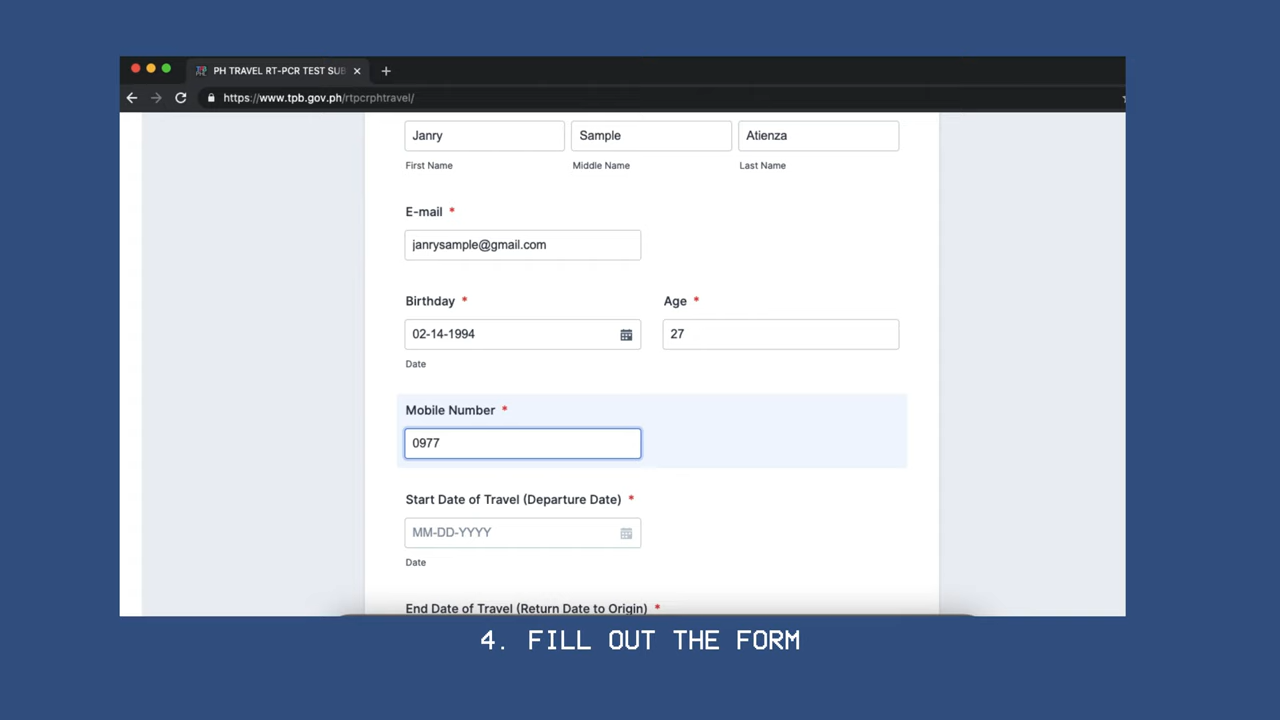 PH TRAVEL RT-PCR TEST SUB
https://www.tpb.gov.ph/rtpcrphtravel/
Janry Sample Atienza
First Name Middle Name Last Name
E-mail *
janrysample@gmail.com
Birthday * Age *
02-14-1994 27
Date
Mobile Number *
0977
Start Date of Travel (Departure Date) *
MM-DD-YYYY
Date
End Date of Travel (Return Date to Origin) *
4. FILL OUT THE FORM